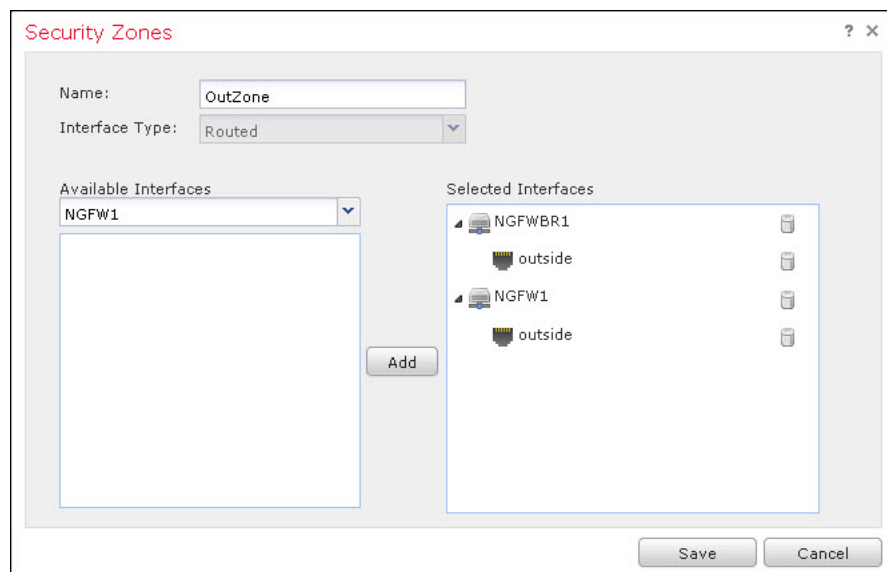 Security Zones
?
Name:
OutZone
Interface Type:
Routed
Available Interfaces
NGFW1
Add
Selected Interfaces
NGFWBR1
outside
NGFW1
outside
Save
Cancel